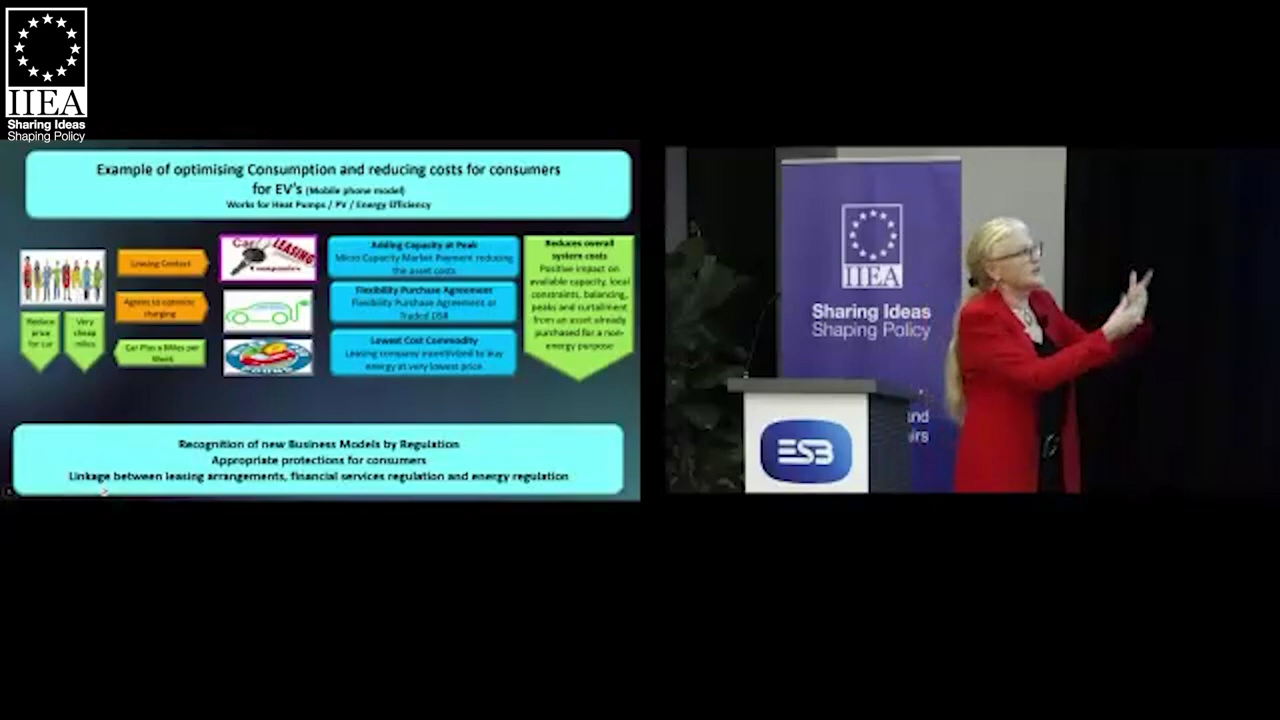 IIEA
Sharing Ideas
Shaping Policy
Example of optimising Consumption and reducing costs for consumers
for EV's (Mobile phone model)
Works for Heat Pumps / PV / Energy Efficiency
Leasing Contract
Agrees to optimise
charging
Car Plus x Miles per
Week
Reduce
price
for car
Very
cheap
miles
Car LEASING
Companies
Adding Capacity at Peak
Micro Capacity Market Payment reducing
the asset costs
Flexibility Purchase Agreement
Flexibility Purchase Agreement or
Traded DSR
Lowest Cost Commodity
Leasing company incentivized to buy
energy at very lowest price
Reduces overall
system costs
Positive impact on
available capacity, local
constraints, balancing,
peaks and curtailment
from an asset already
purchased for a non-
energy purpose
Recognition of new Business Models by Regulation
Appropriate protections for consumers
Linkage between leasing arrangements, financial services regulation and energy regulation
IIEA
Sharing Ideas
Shaping Policy
ESB